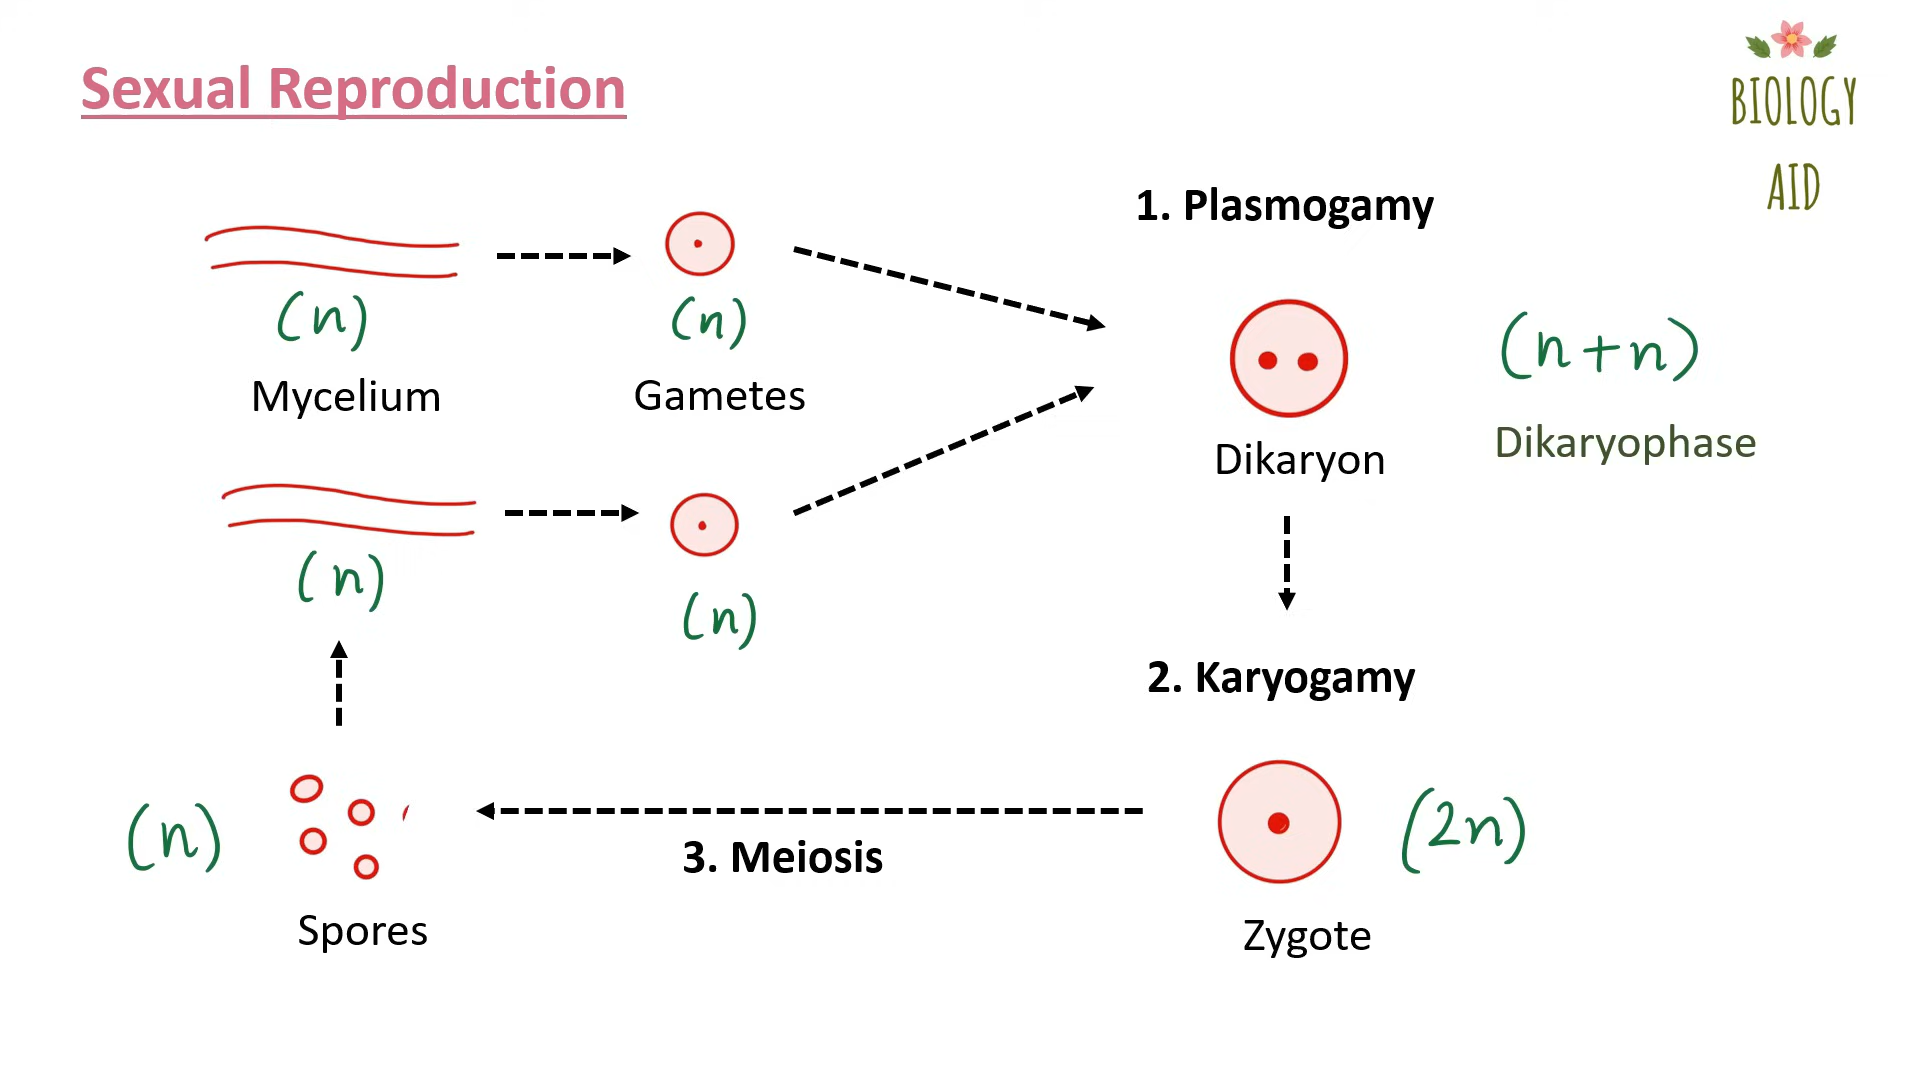 Sexual Reproduction
BIOLOGY
AID
1. Plasmogamy
(n)
(n)
Mycelium
Gametes
(n+n)
Dikaryon
Dikaryophase
(n)
(n)
2. Karyogamy
(n)
3. Meiosis
(2n)
Spores
Zygote